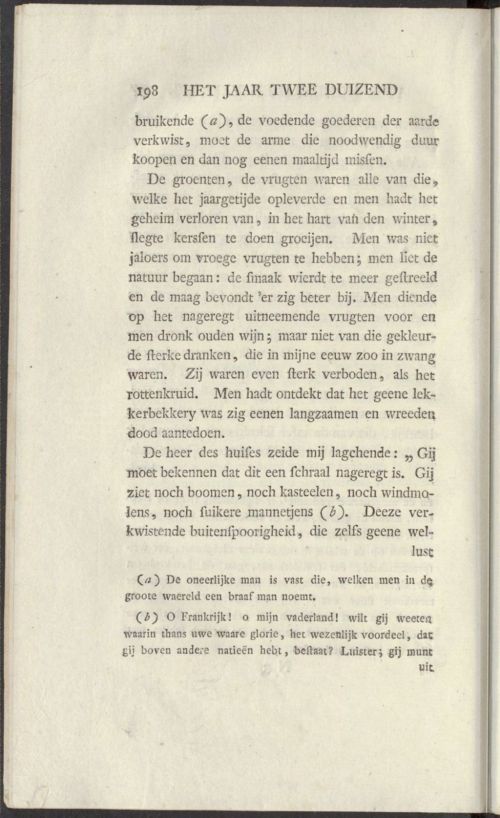 198 HET JAAR TWEE DUIZEND
bruikende (a), de voedende goederen der aarde
verkwist, moet de arme die noodwendig duur
koopen en dan nog eenen maaltijd misſen.
De groenten, de vrugten waren alle van die,
welke het jaargetijde opleverde en men hadt het
geheim verloren van, in het hart van den winter,
ſlegte kersſen te doen groeijen. Men was niet
jaloers om vroege vrugten te hebben; men liet de
natuur begaan: de ſmaak wierdt te meer geſtreeld
en de maag bevondt 'er zig beter bij. Men diende
op het nageregt uitneemende vrugten voor en
men dronk ouden wijn; maar niet van die gekleur-
de ſterke dranken, die in mijne eeuw zoo in zwang
waren. Zij waren even ſterk verboden, als het
rottenkruid. Men hadt ontdekt dat het geene lek-
kerbekkery was zig eenen langzaamen en wreeden
dood aantedoen.
De heer des huiſes zeide mij lagchende: „ Gij
moet bekennen dat dit een ſchraal nageregt is. Gij
ziet noch boomen, noch kasteelen, noch windmo-
lens, noch ſuikere mannetjens (b). Deeze ver-
kwistende buitenſpoorigheid, die zelfs geene wel-
lust
(a) De oneerlijke man is vast die, welken men in de
groote waereld een braaf man noemt.
(b) O Frankrijk! o mijn vaderland! wilt gij weeten
waarin thans uwe waare glorie, het wezenlijk voordeel, dat
gij boven andere natieën hebt, beſtaat? Luister; gij munt
uit